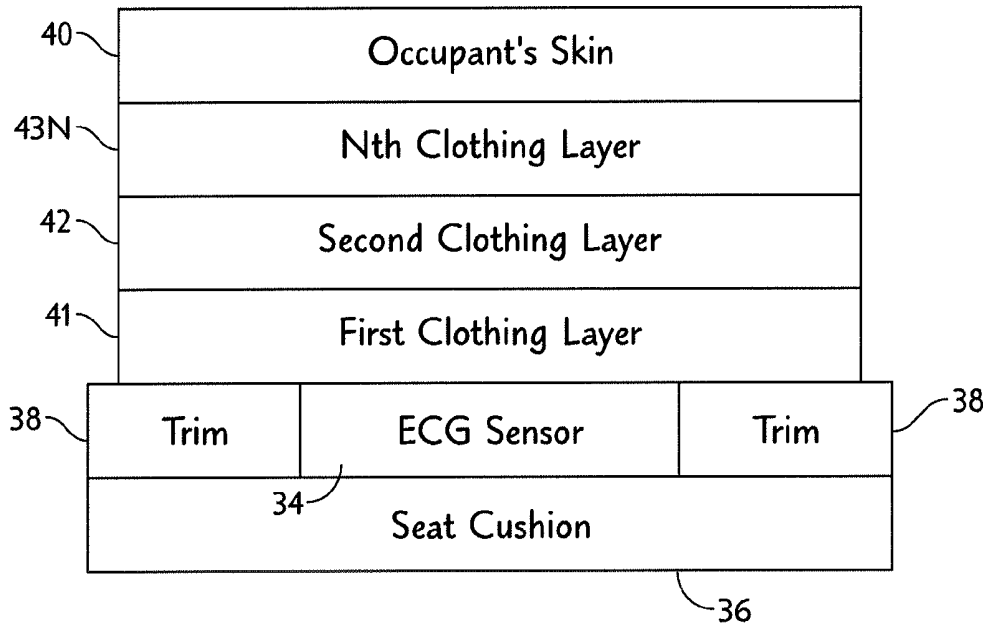 40 Occupant's Skin
43N Nth Clothing Layer
42 Second Clothing Layer
41 First Clothing Layer
38 Trim ECG Sensor Trim 38
34
Seat Cushion
36